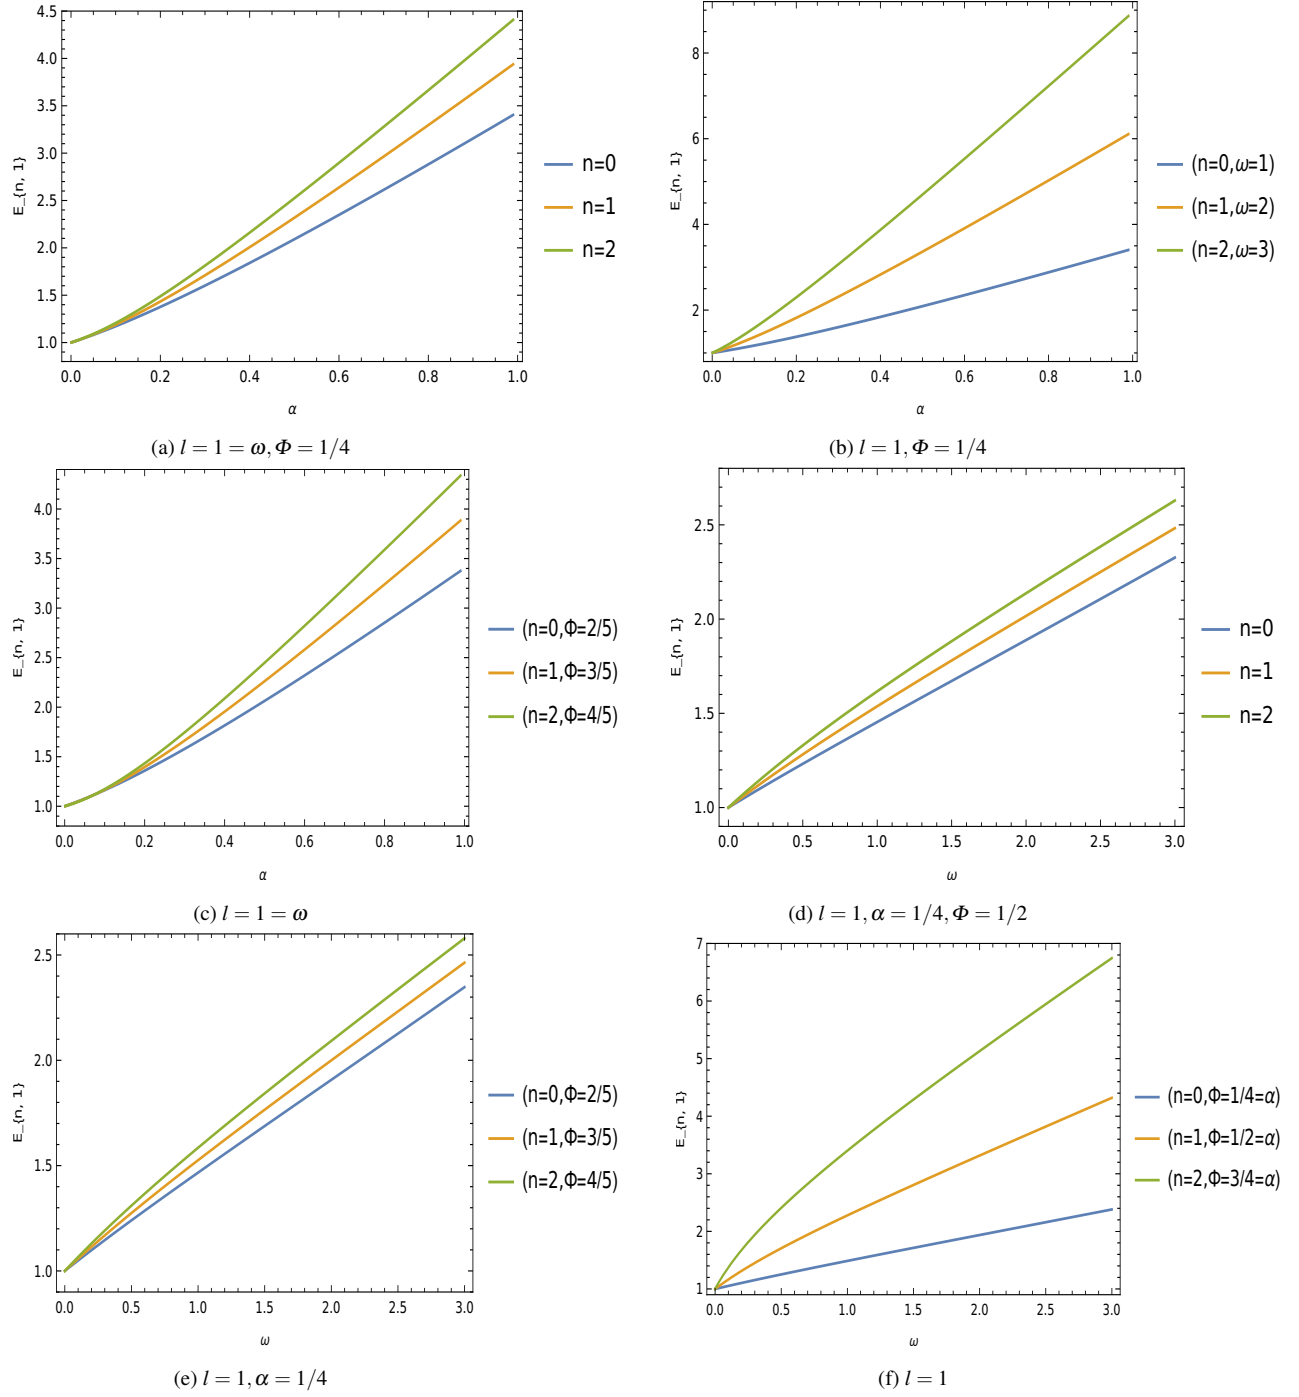 4.5
4.0
3.5
3.0
2.5
2.0
1.5
1.0
E_{n, 1}
0.0 0.2 0.4 0.6 0.8 1.0
α
n=0
n=1
n=2
(a) l = 1 = ω, Φ = 1/4
8
6
4
2
E_{n, 1}
0.0 0.2 0.4 0.6 0.8 1.0
α
(n=0,ω=1)
(n=1,ω=2)
(n=2,ω=3)
(b) l = 1, Φ = 1/4
4.0
3.5
3.0
2.5
2.0
1.5
1.0
E_{n, 1}
0.0 0.2 0.4 0.6 0.8 1.0
α
(n=0,Φ=2/5)
(n=1,Φ=3/5)
(n=2,Φ=4/5)
(c) l = 1 = ω
2.5
2.0
1.5
1.0
E_{n, 1}
0.0 0.5 1.0 1.5 2.0 2.5 3.0
ω
n=0
n=1
n=2
(d) l = 1, α = 1/4, Φ = 1/2
2.5
2.0
1.5
1.0
E_{n, 1}
0.0 0.5 1.0 1.5 2.0 2.5 3.0
ω
(n=0,Φ=2/5)
(n=1,Φ=3/5)
(n=2,Φ=4/5)
(e) l = 1, α = 1/4
7
6
5
4
3
2
1
E_{n, 1}
0.0 0.5 1.0 1.5 2.0 2.5 3.0
ω
(n=0,Φ=1/4=α)
(n=1,Φ=1/2=α)
(n=2,Φ=3/4=α)
(f) l = 1